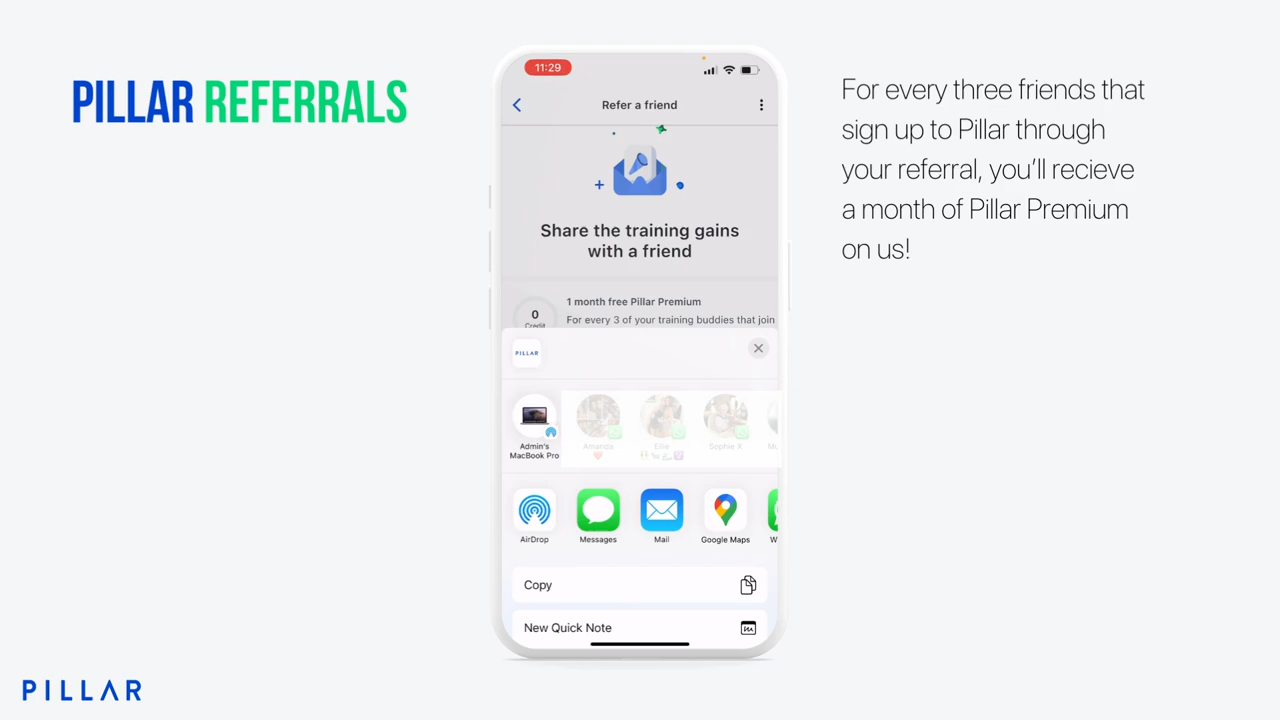 PILLAR REFERRALS
11:29
Refer a friend
Share the training gains
with a friend
0
Credit
1 month free Pillar Premium
For every 3 of your training buddies that join
PILLAR
Admin's
MacBook Pro
Amanda
Ellie
Sophie X
AirDrop
Messages
Mail
Google Maps
W
Copy
New Quick Note
For every three friends that
sign up to Pillar through
your referral, you’ll recieve
a month of Pillar Premium
on us!
PILLAR